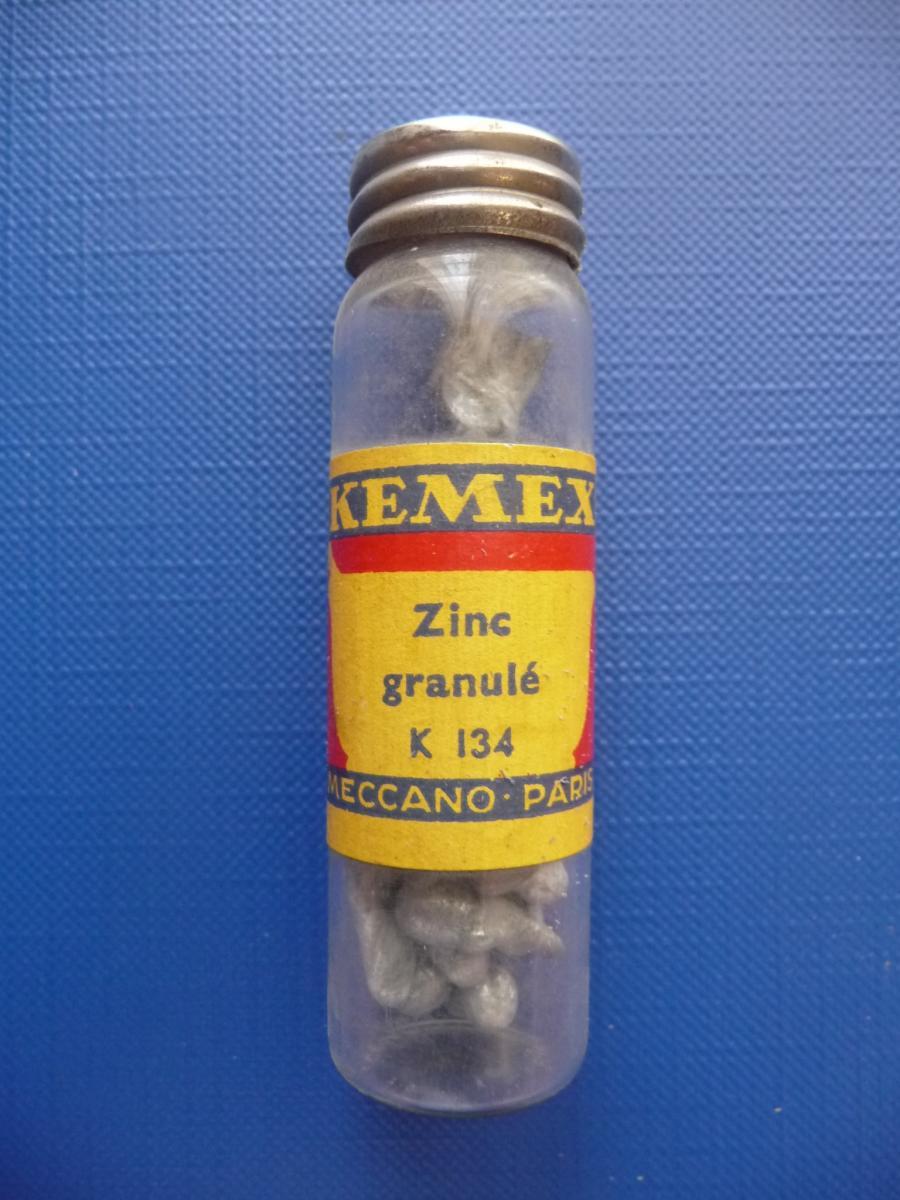 KEMEX
Zinc
granulé
K 134
MECCANO · PARIS